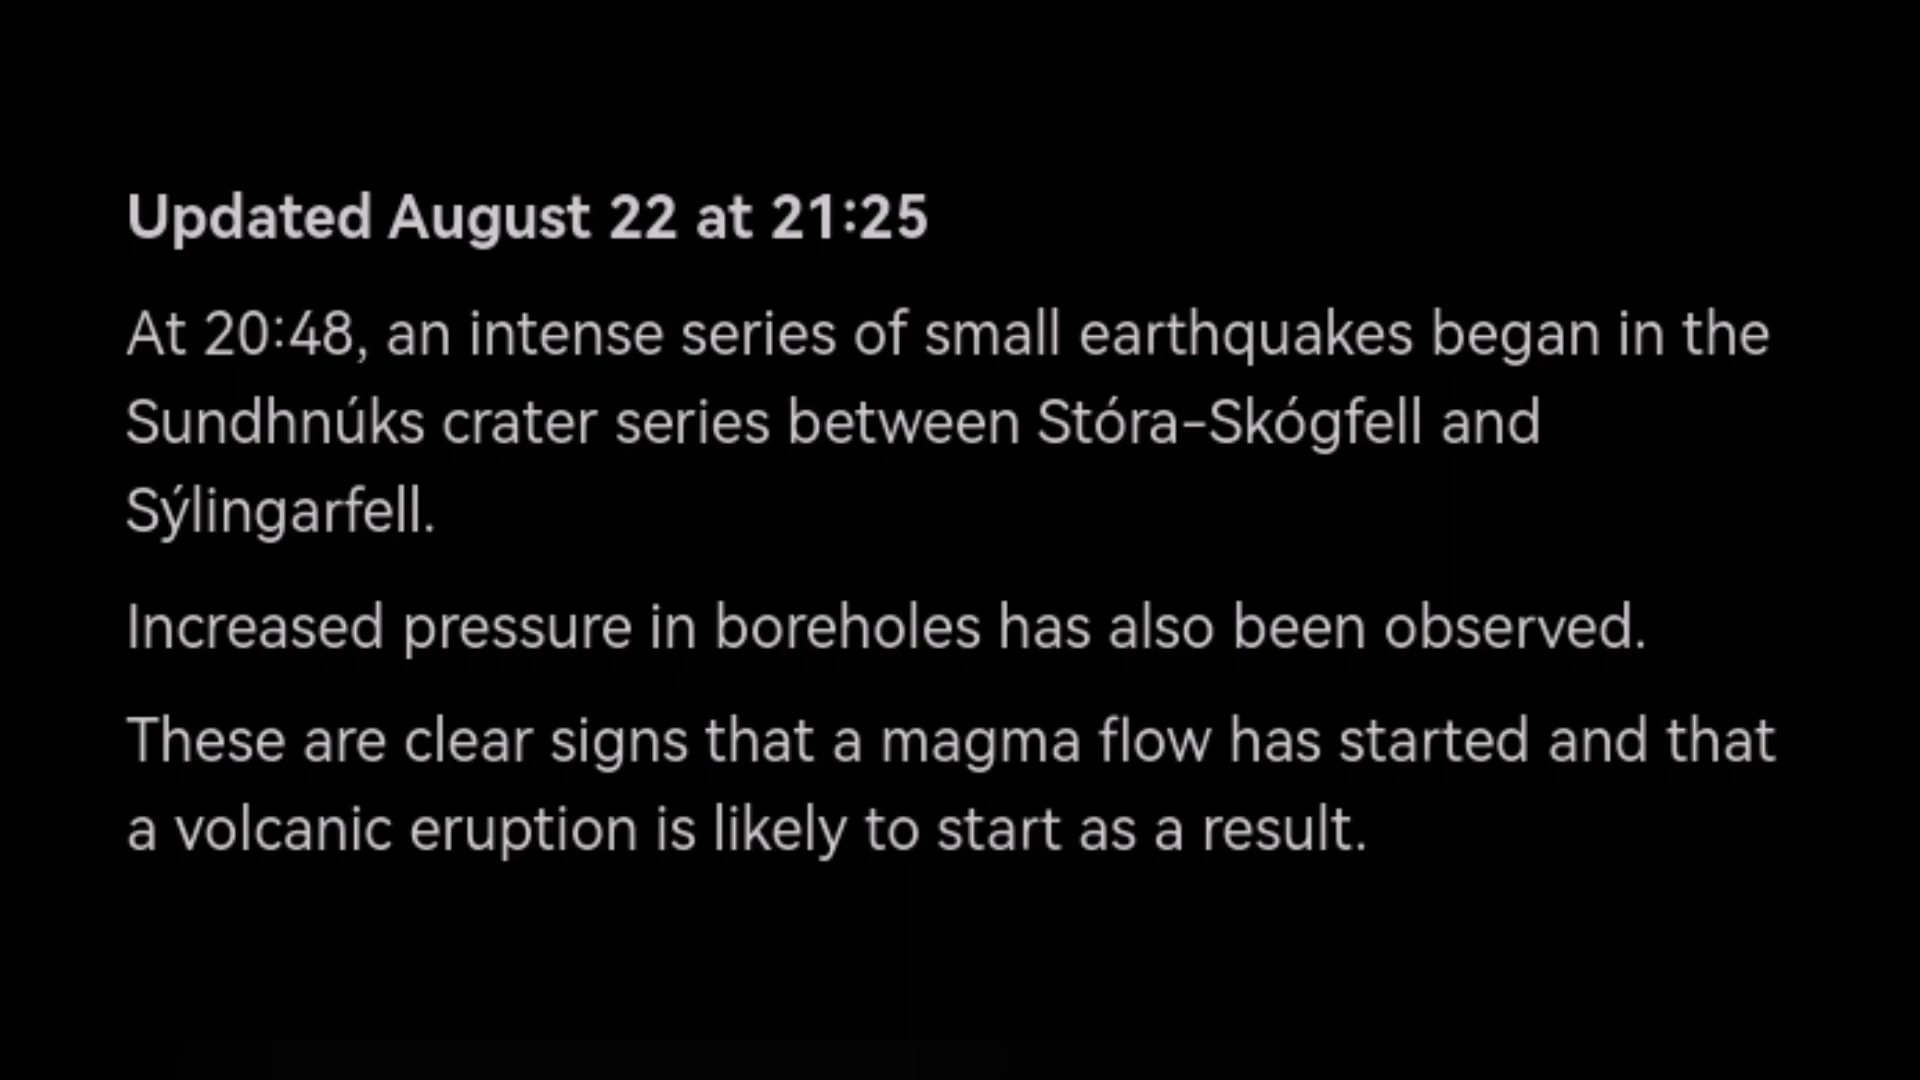 Updated August 22 at 21:25
At 20:48, an intense series of small earthquakes began in the
Sundhnúks crater series between Stóra-Skógfell and
Sýlingarfell.
Increased pressure in boreholes has also been observed.
These are clear signs that a magma flow has started and that
a volcanic eruption is likely to start as a result.